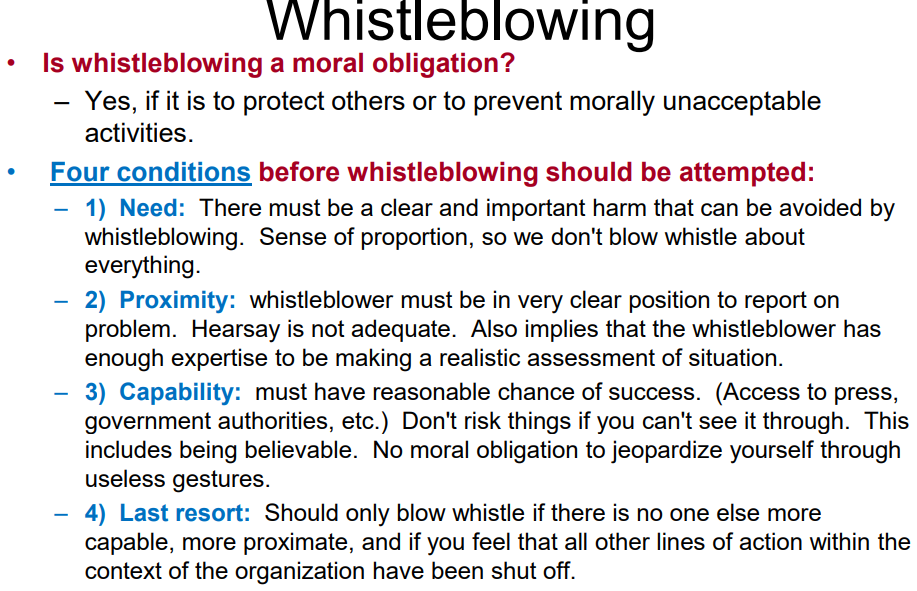 Whistleblowing
• Is whistleblowing a moral obligation?
– Yes, if it is to protect others or to prevent morally unacceptable
activities.
• Four conditions before whistleblowing should be attempted:
– 1) Need: There must be a clear and important harm that can be avoided by
whistleblowing. Sense of proportion, so we don't blow whistle about
everything.
– 2) Proximity: whistleblower must be in very clear position to report on
problem. Hearsay is not adequate. Also implies that the whistleblower has
enough expertise to be making a realistic assessment of situation.
– 3) Capability: must have reasonable chance of success. (Access to press,
government authorities, etc.) Don't risk things if you can't see it through. This
includes being believable. No moral obligation to jeopardize yourself through
useless gestures.
– 4) Last resort: Should only blow whistle if there is no one else more
capable, more proximate, and if you feel that all other lines of action within the
context of the organization have been shut off.